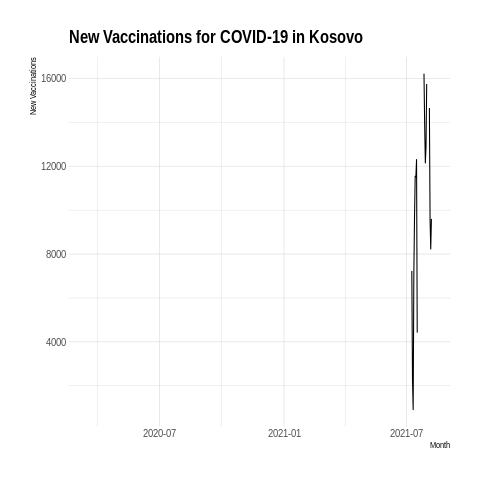 New Vaccinations for COVID-19 in Kosovo
New Vaccinations
16000
12000
8000
4000
2020-07
2021-01
2021-07
Month